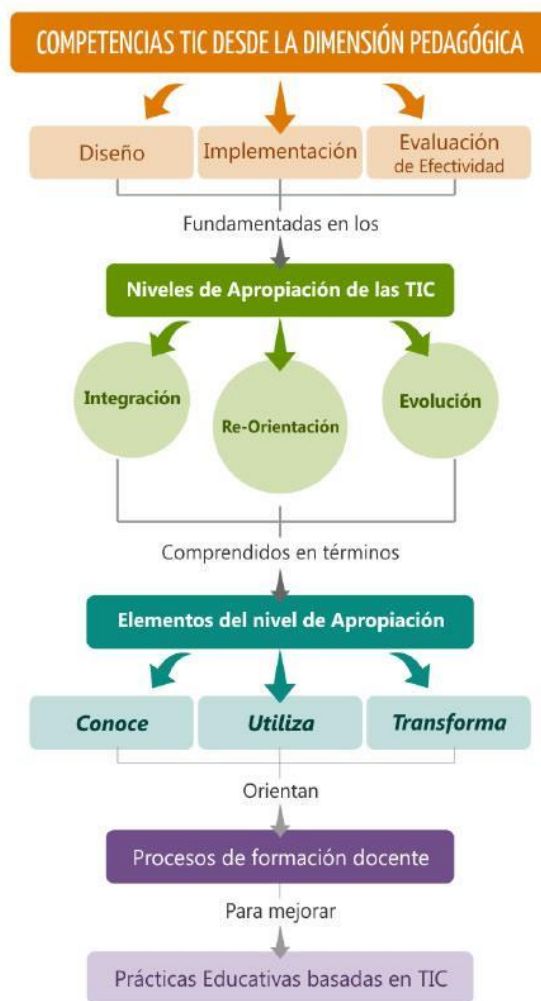 COMPETENCIAS TIC DESDE LA DIMENSIÓN PEDAGÓGICA
Diseño
Implementación
Evaluación
de Efectividad
Fundamentadas en los
Niveles de Apropiación de las TIC
Integración
Re-Orientación
Evolución
Comprendidos en términos
Elementos del nivel de Apropiación
Conoce
Utiliza
Transforma
Orientan
Procesos de formación docente
Para mejorar
Prácticas Educativas basadas en TIC